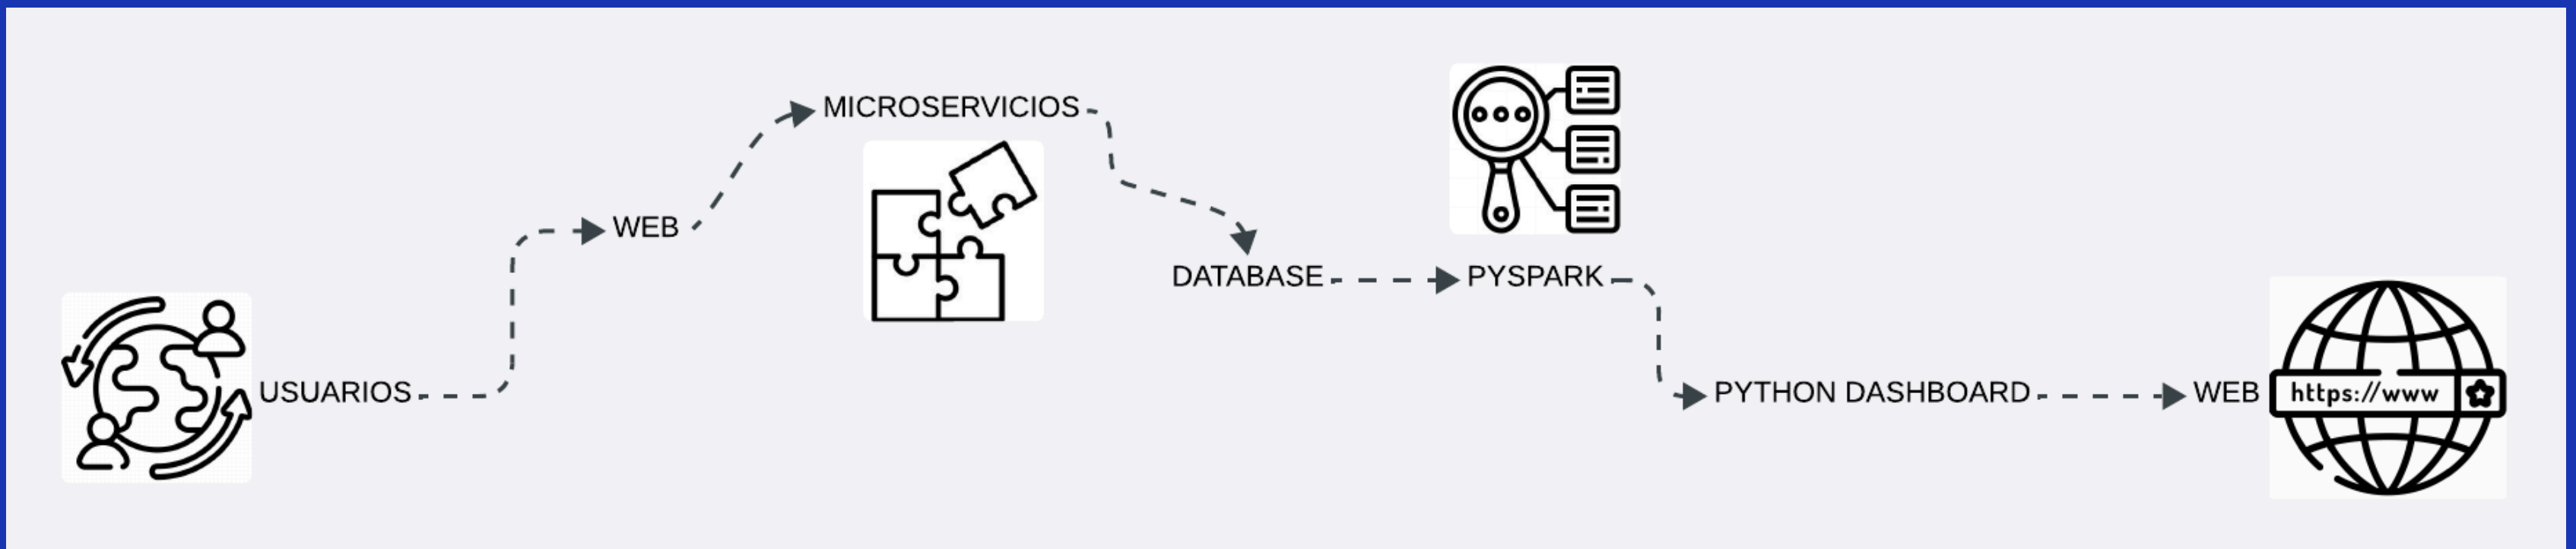 USUARIOS
WEB
MICROSERVICIOS
DATABASE
PYSPARK
PYTHON DASHBOARD
WEB
https://www